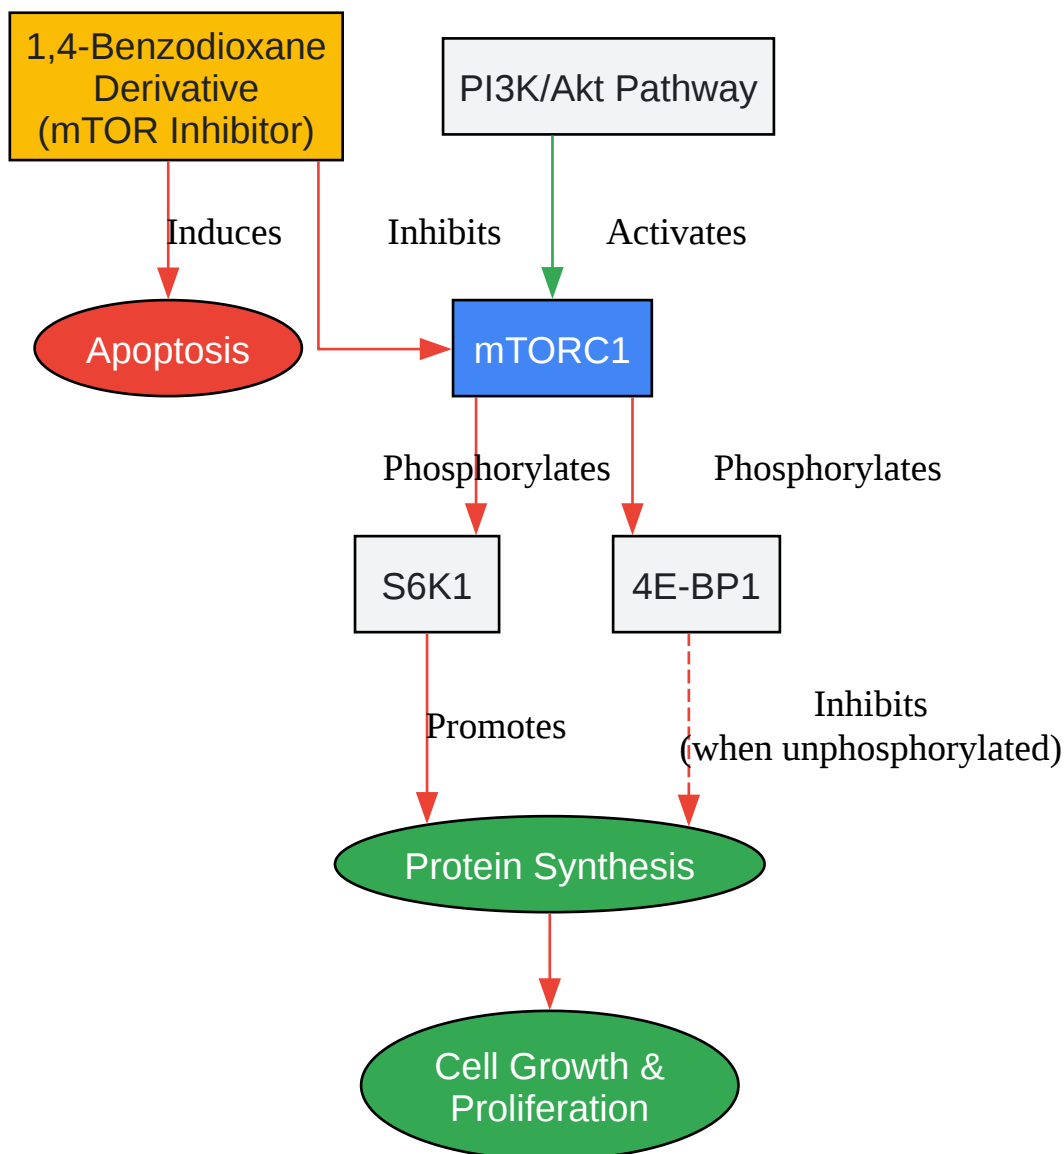 1,4-Benzodioxane
Derivative
(mTOR Inhibitor)
PI3K/Akt Pathway
Induces
Inhibits
Activates
Apoptosis
mTORC1
Phosphorylates
Phosphorylates
S6K1
4E-BP1
Promotes
Inhibits
(when unphosphorylated)
Protein Synthesis
Cell Growth &
Proliferation